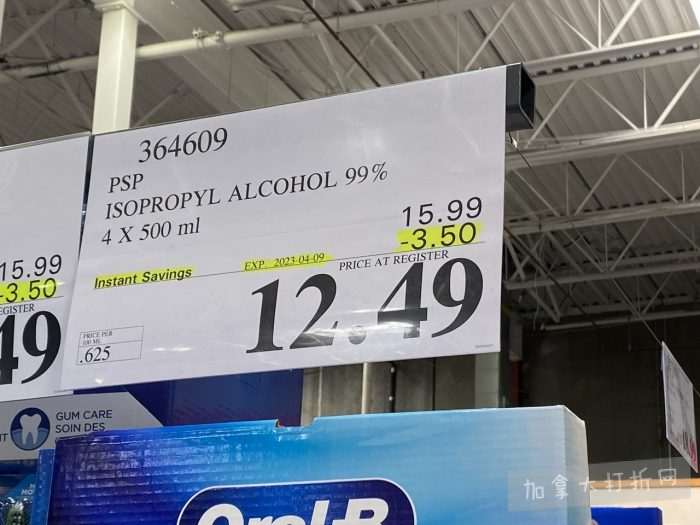 364609
PSP
ISOPROPYL ALCOHOL 99%
4 X 500 ml
15.99
-3.50
Instant Savings
EXP. 2023-04-09
PRICE AT REGISTER
12.49
PRICE PER
100 ML
.625
15.99
-3.50
EGISTER
49
GUM CARE
SOIN DES
Oral-B
加拿大打折网